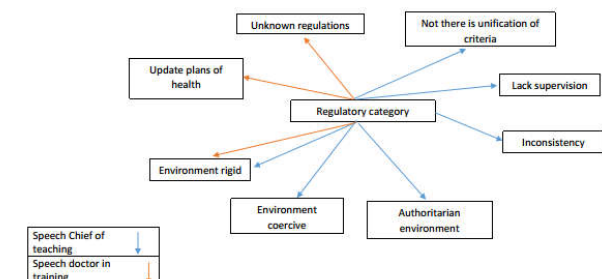 Unknown regulations
Not there is unification of
criteria
Update plans of
health
Lack supervision
Regulatory category
Inconsistency
Environment rigid
Environment
coercive
Authoritarian
environment
Speech Chief of
teaching
Speech doctor in
training